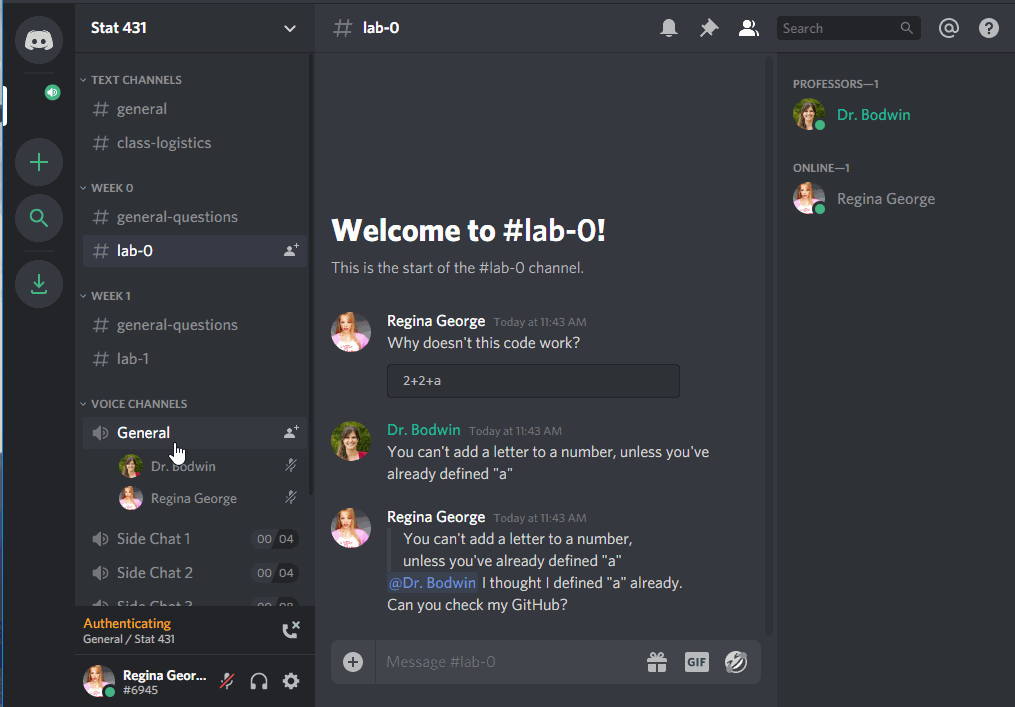 Stat 431
TEXT CHANNELS
# general
# class-logistics
WEEK 0
# general-questions
# lab-0
WEEK 1
# general-questions
# lab-1
VOICE CHANNELS
General
Dr. Bodwin
Regina George
Side Chat 1 00 04
Side Chat 2 00 04
Side Chat 3 00 08
Authenticating
General / Stat 431
Regina Geor...
#6945
# lab-0
Search
Welcome to #lab-0!
This is the start of the #lab-0 channel.
Regina George Today at 11:43 AM
Why doesn't this code work?
2+2+a
Dr. Bodwin Today at 11:43 AM
You can't add a letter to a number, unless you've
already defined "a"
Regina George Today at 11:43 AM
You can't add a letter to a number,
unless you've already defined "a"
@Dr. Bodwin I thought I defined "a" already.
Can you check my GitHub?
Message #lab-0
GIF
PROFESSORS—1
Dr. Bodwin
ONLINE—1
Regina George